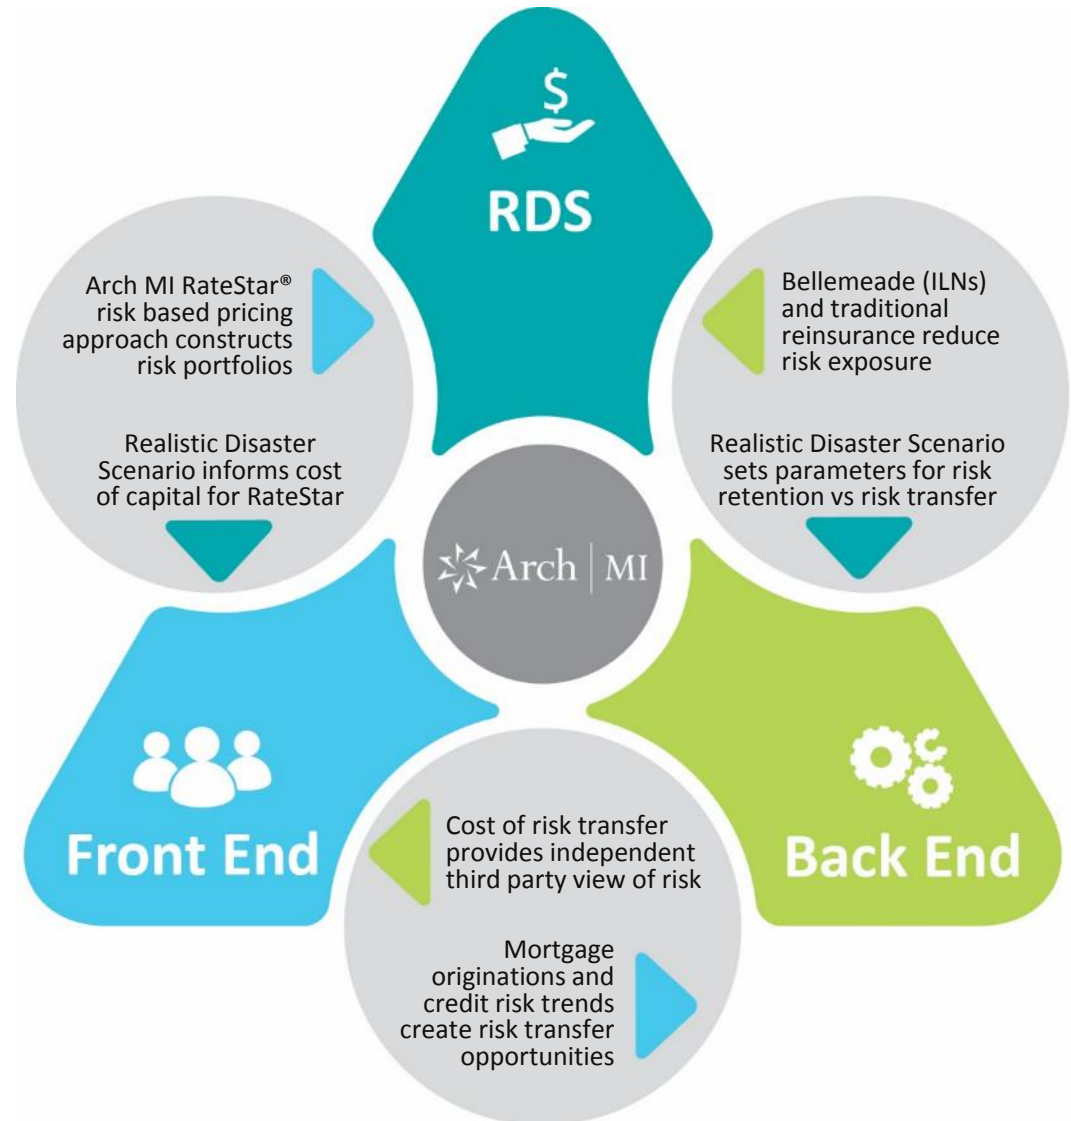 $
RDS
Arch MI RateStar®
risk based pricing
approach constructs
risk portfolios
Realistic Disaster
Scenario informs cost
of capital for RateStar
Bellemeade (ILNs)
and traditional
reinsurance reduce
risk exposure
Realistic Disaster Scenario
sets parameters for risk
retention vs risk transfer
Arch | MI
Front End
Back End
Cost of risk transfer
provides independent
third party view of risk
Mortgage
originations and
credit risk trends
create risk transfer
opportunities